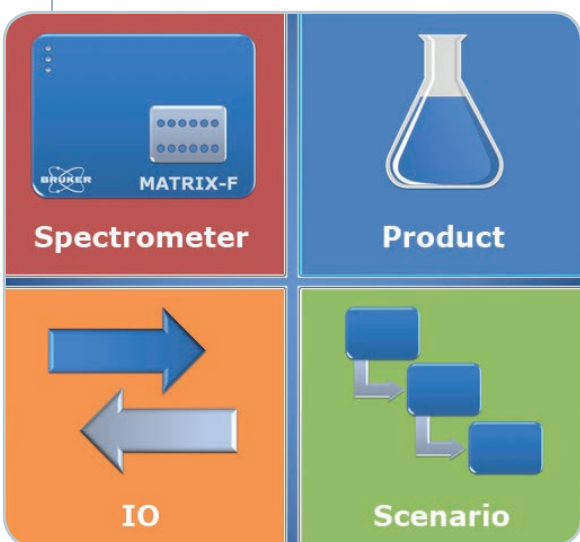 BRUKER
MATRIX-F
Spectrometer
Product
IO
Scenario